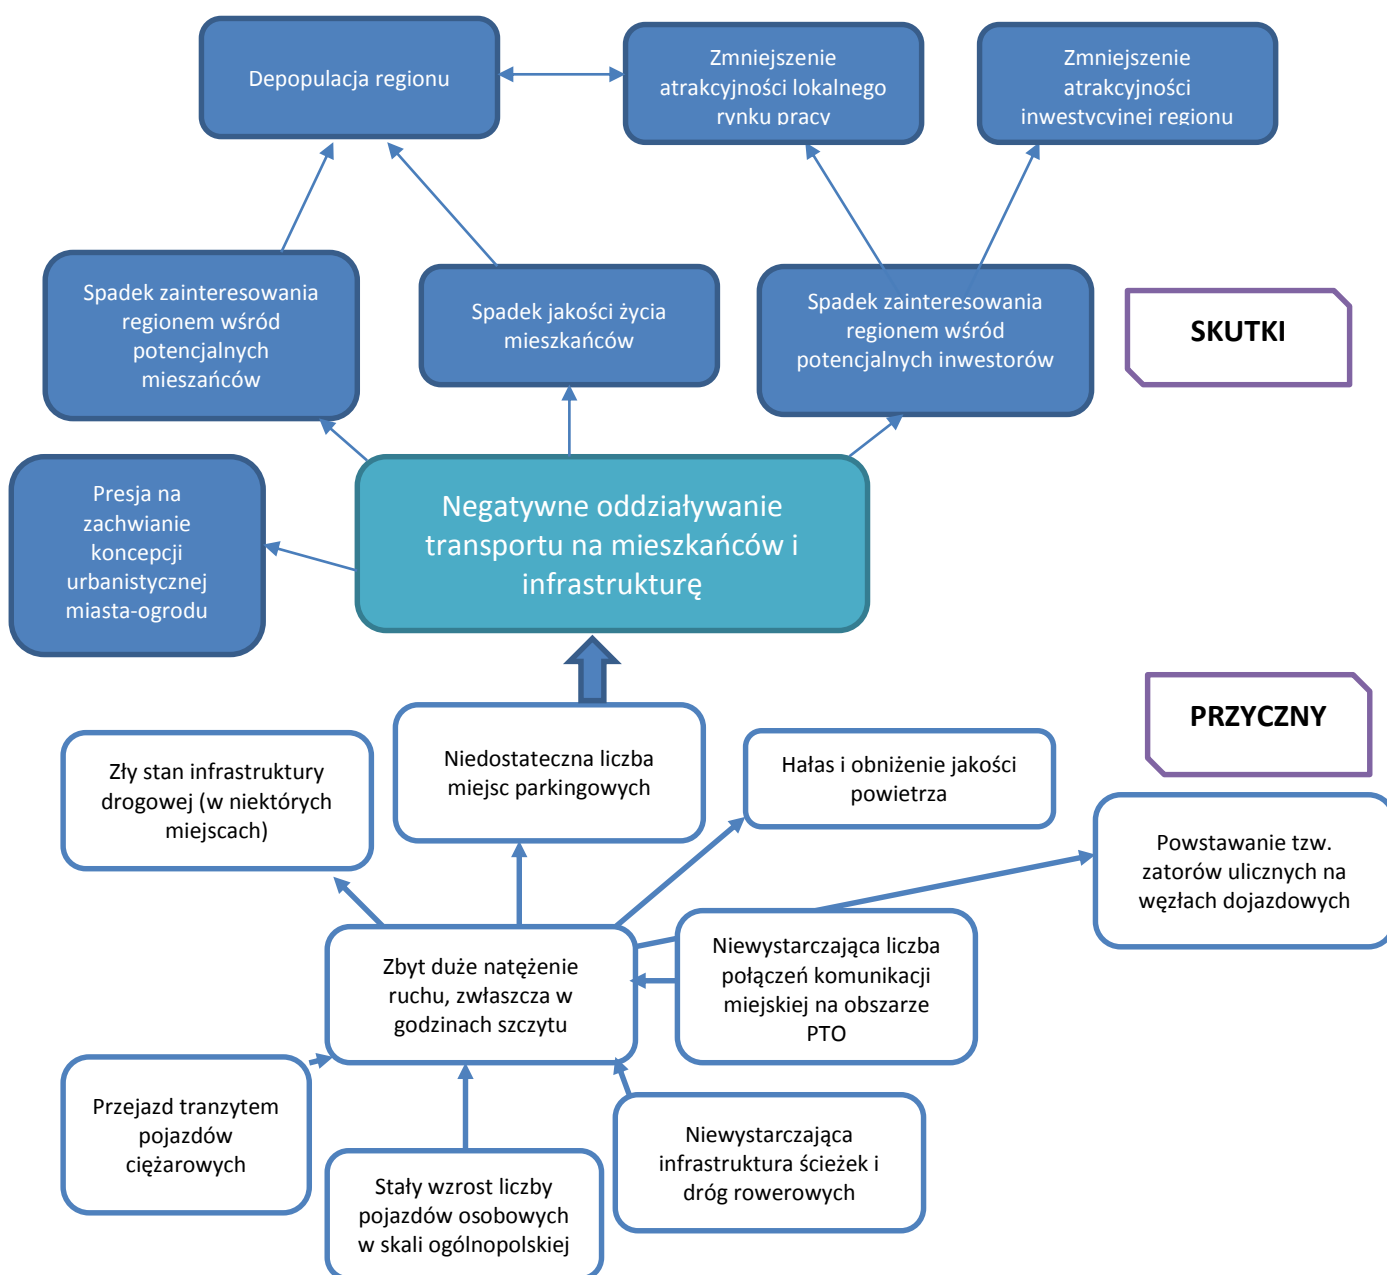 Depopulacja regionu
Zmniejszenie
atrakcyjności lokalnego
rynku pracy
Zmniejszenie
atrakcyjności
inwestycyjnej regionu
Spadek zainteresowania
regionem wśród
potencjalnych
mieszańców
Spadek jakości życia
mieszkańców
Spadek zainteresowania
regionem wśród
potencjalnych inwestorów
SKUTKI
Presja na
zachwianie
koncepcji
urbanistycznej
miasta-ogrodu
Negatywne oddziaływanie
transportu na mieszkańców i
infrastrukturę
PRZYCZNY
Zły stan infrastruktury
drogowej (w niektórych
miejscach)
Niedostateczna liczba
miejsc parkingowych
Hałas i obniżenie jakości
powietrza
Powstawanie tzw.
zatorów ulicznych na
węzłach dojazdowych
Zbyt duże natężenie
ruchu, zwłaszcza w
godzinach szczytu
Niewystarczająca liczba
połączeń komunikacji
miejskiej na obszarze
PTO
Przejazd tranzytem
pojazdów
ciężarowych
Stały wzrost liczby
pojazdów osobowych
w skali ogólnopolskiej
Niewystarczająca
infrastruktura ścieżek i
dróg rowerowych